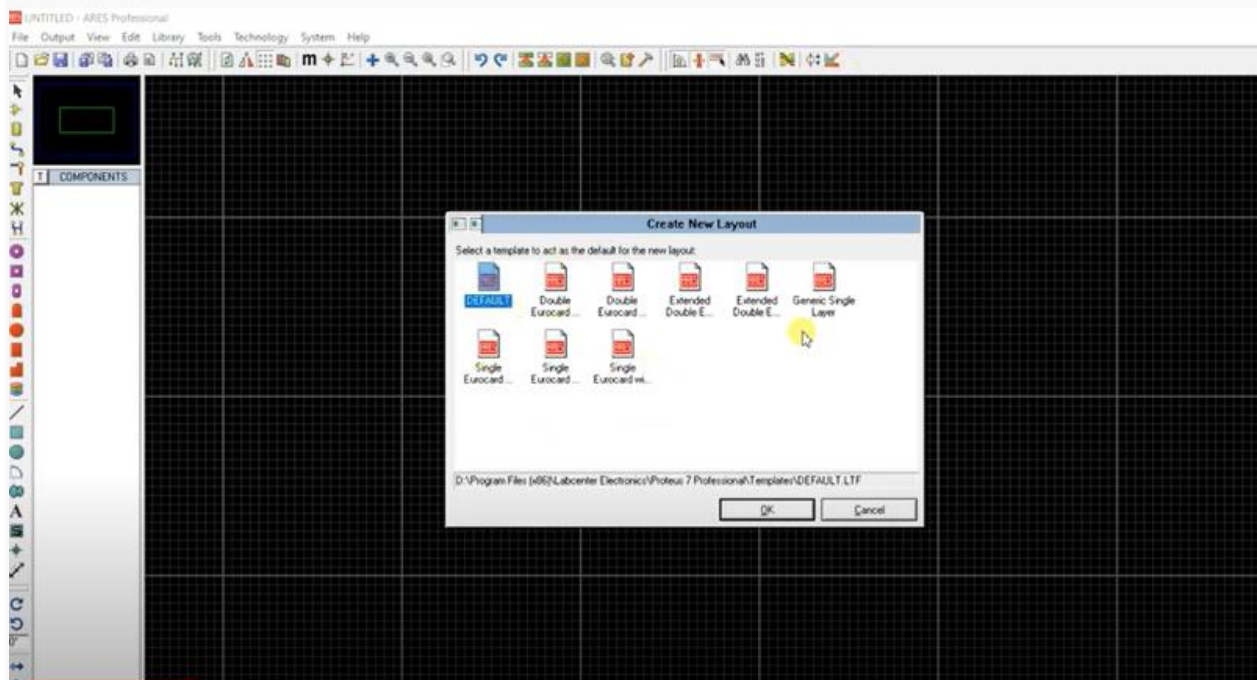 UNTITLED - ARES Professional
File Output View Edit Library Tools Technology System Help
T COMPONENTS
Create New Layout
Select a template to act as the default for the new layout:
DEFAULT
Double Eurocard ...
Double Eurocard ...
Extended Double E...
Extended Double E...
Generic Single Layer
Single Eurocard ...
Single Eurocard ...
Single Eurocard wi...
D:\Program Files (x86)\Labcenter Electronics\Proteus 7 Professional\Templates\DEFAULT.LTF
OK Cancel